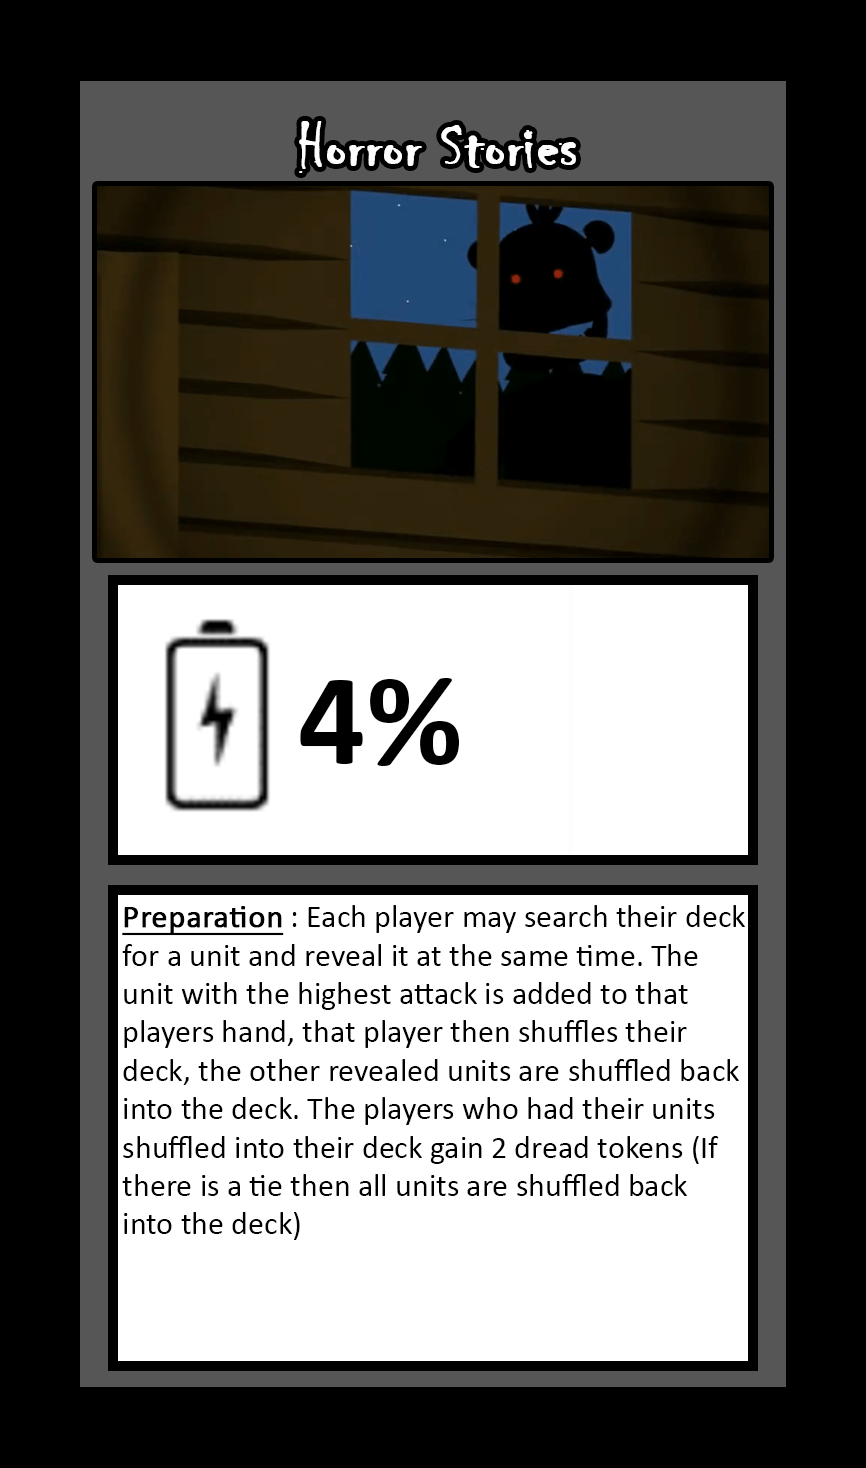 Horror Stories
4%
Preparation : Each player may search their deck
for a unit and reveal it at the same time. The
unit with the highest attack is added to that
players hand, that player then shuffles their
deck, the other revealed units are shuffled back
into the deck. The players who had their units
shuffled into their deck gain 2 dread tokens (If
there is a tie then all units are shuffled back
into the deck)